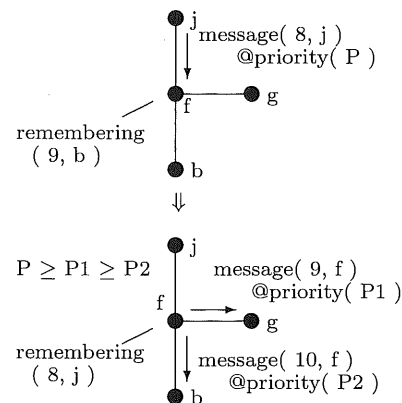 j
message( 8, j )
@priority( P )
f
g
remembering
( 9, b )
b
⇓
j
P ≥ P1 ≥ P2
message( 9, f )
@priority( P1 )
f
g
remembering
( 8, j )
message( 10, f )
@priority( P2 )
b